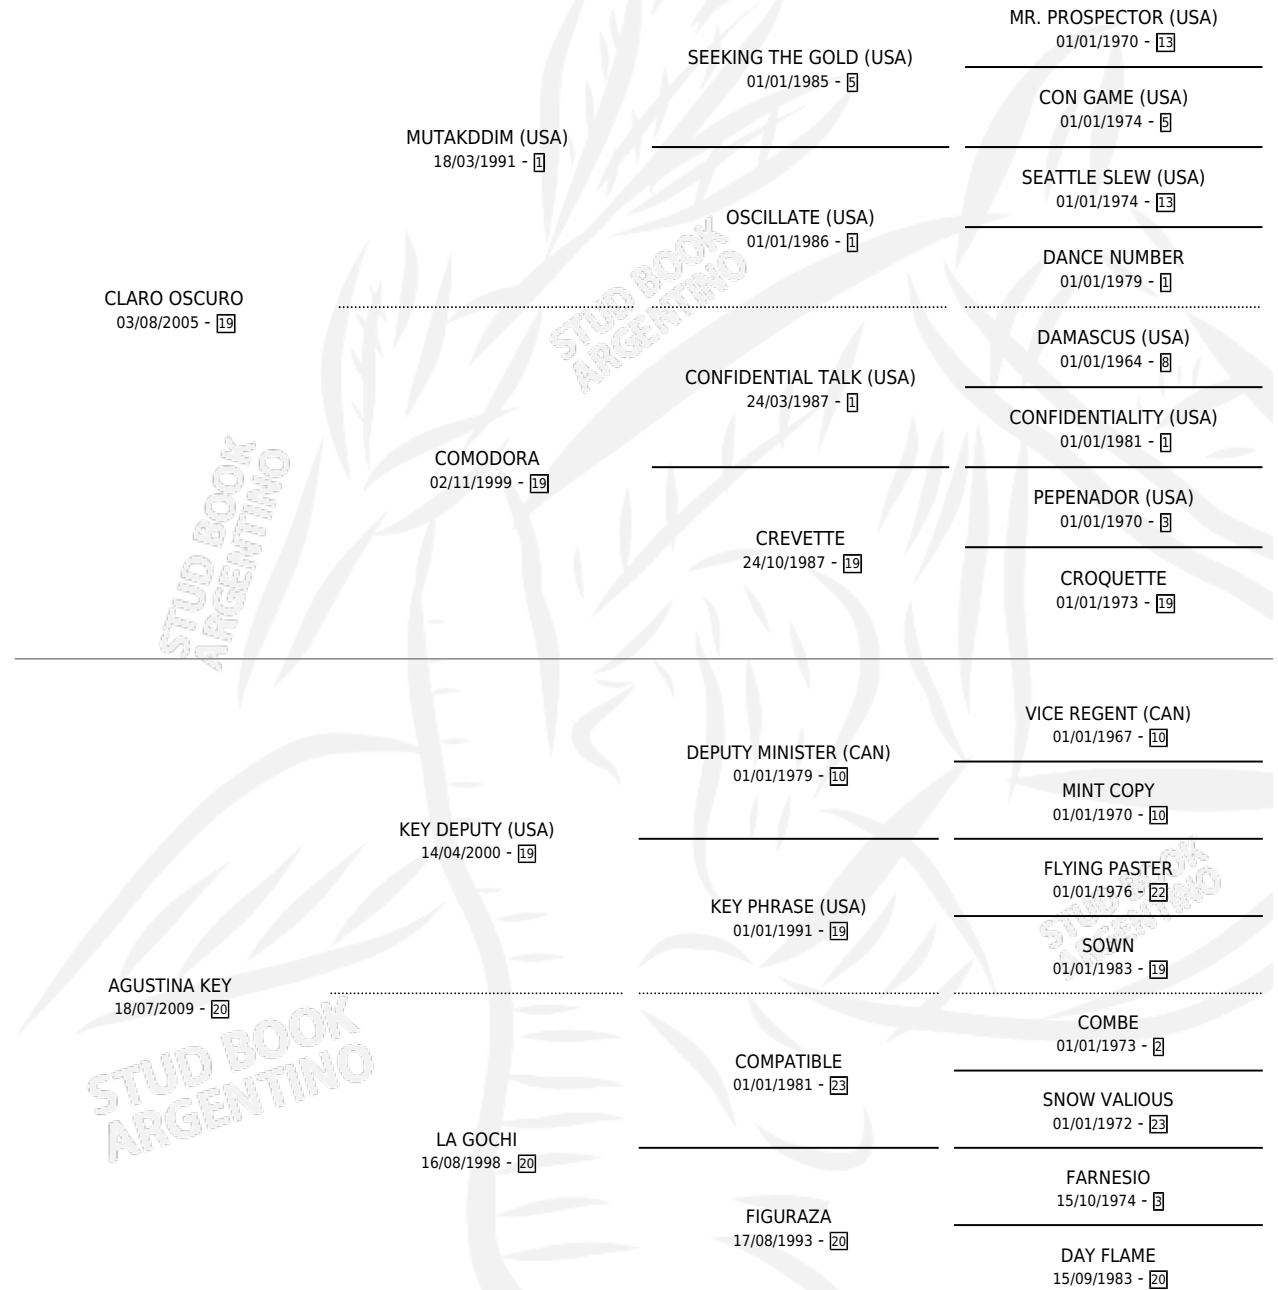 MR. PROSPECTOR (USA)
01/01/1970 - 13
SEEKING THE GOLD (USA)
01/01/1985 - 5
CON GAME (USA)
01/01/1974 - 5
MUTAKDDIM (USA)
18/03/1991 - 1
SEATTLE SLEW (USA)
01/01/1974 - 13
OSCILLATE (USA)
01/01/1986 - 1
DANCE NUMBER
01/01/1979 - 1
CLARO OSCURO
03/08/2005 - 19
STUD BOOK
ARGENTINO
DAMASCUS (USA)
01/01/1964 - 8
CONFIDENTIAL TALK (USA)
24/03/1987 - 1
CONFIDENTIALITY (USA)
01/01/1981 - 1
COMODORA
02/11/1999 - 19
PEPENADOR (USA)
01/01/1970 - 3
CREVETTE
24/10/1987 - 19
CROQUETTE
01/01/1973 - 19
STUD BOOK
ARGENTINO
VICE REGENT (CAN)
01/01/1967 - 10
DEPUTY MINISTER (CAN)
01/01/1979 - 10
MINT COPY
01/01/1970 - 10
KEY DEPUTY (USA)
14/04/2000 - 19
FLYING PASTER
01/01/1976 - 22
KEY PHRASE (USA)
01/01/1991 - 19
SOWN
01/01/1983 - 19
STUD BOOK
ARGENTINO
AGUSTINA KEY
18/07/2009 - 20
COMBE
01/01/1973 - 2
COMPATIBLE
01/01/1981 - 23
SNOW VALIOUS
01/01/1972 - 23
STUD BOOK
ARGENTINO
LA GOCHI
16/08/1998 - 20
FARNESIO
15/10/1974 - 3
FIGURAZA
17/08/1993 - 20
DAY FLAME
15/09/1983 - 20